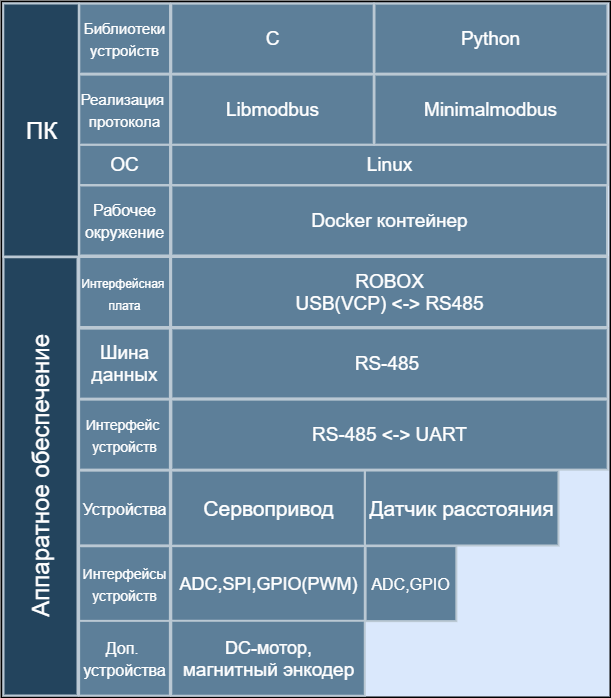 ПК
Библиотеки
устройств
C
Python
Реализация
протокола
Libmodbus
Minimalmodbus
ОС
Linux
Рабочее
окружение
Docker контейнер
Аппаратное обеспечение
Интерфейсная
плата
ROBOX
USB(VCP) <-> RS485
Шина
данных
RS-485
Интерфейс
устройств
RS-485 <-> UART
Устройства
Сервопривод
Датчик расстояния
Интерфейсы
устройств
ADC,SPI,GPIO(PWM)
ADC,GPIO
Доп.
устройства
DC-мотор,
магнитный энкодер